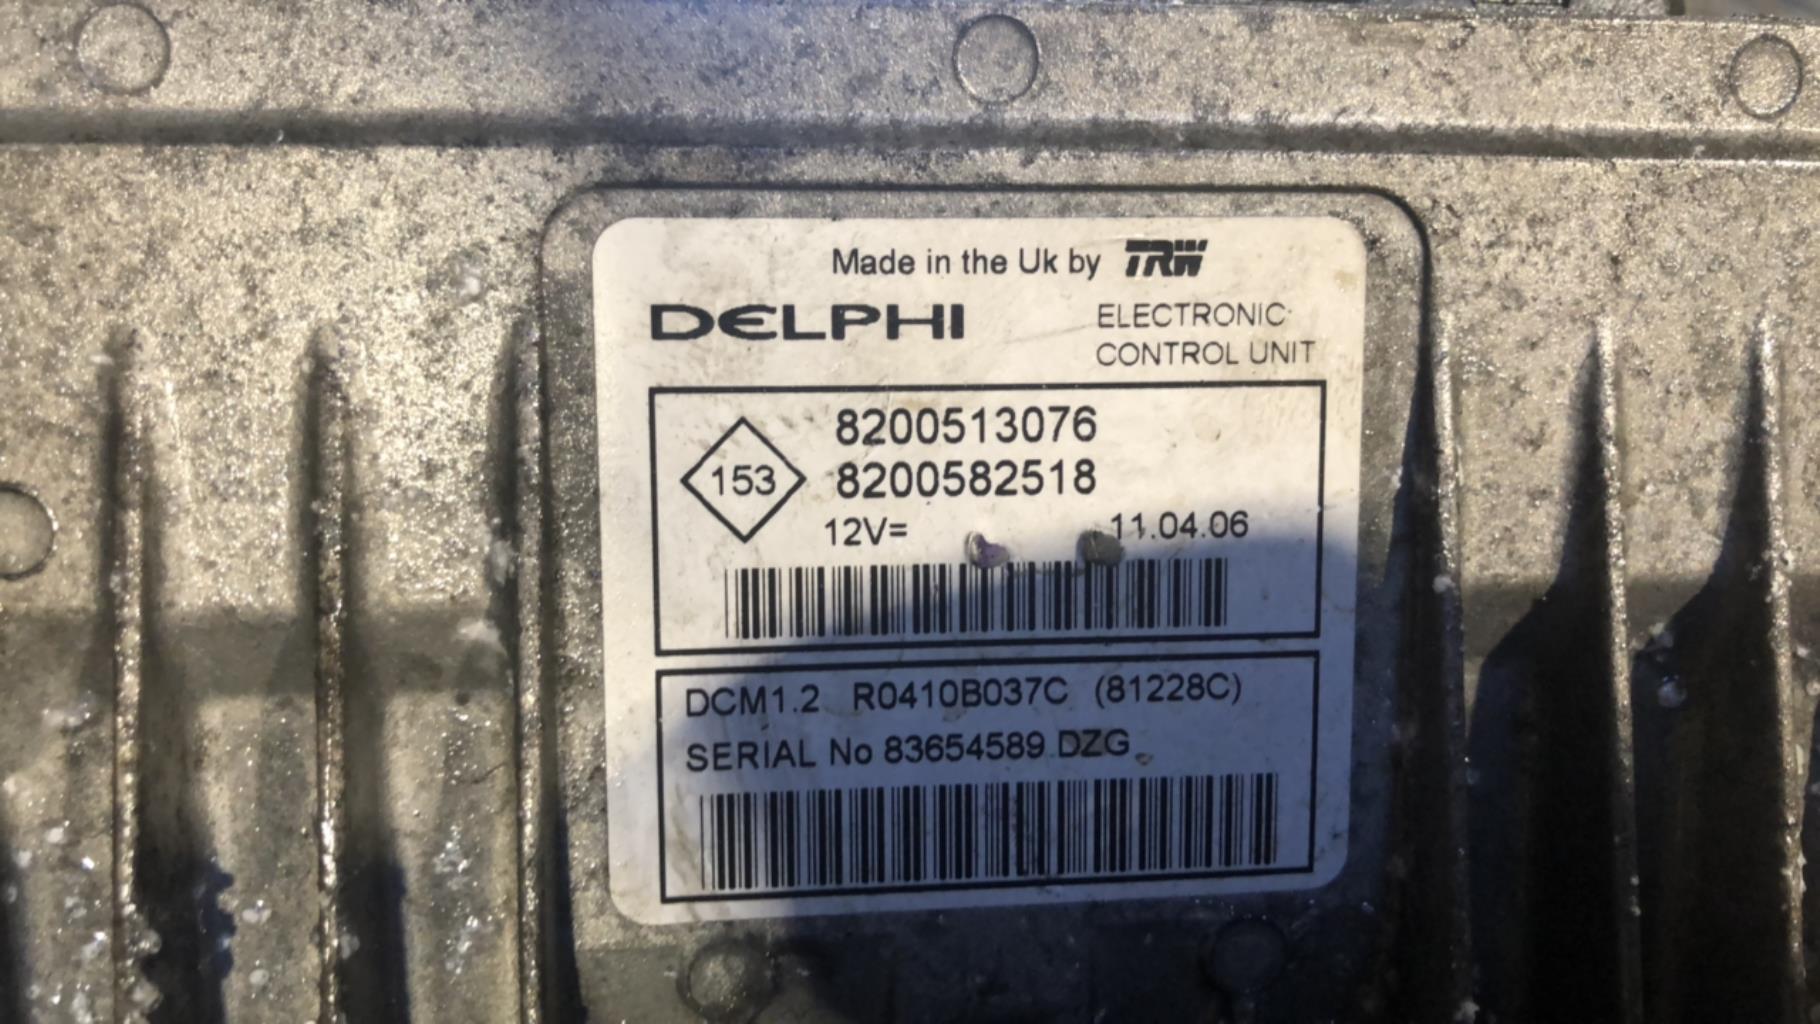 Made in the Uk by TRW
DELPHI
ELECTRONIC
CONTROL UNIT
8200513076
153
8200582518
12V= 11.04.06
DCM1.2 R0410B037C (81228C)
SERIAL No 83654589 DZG